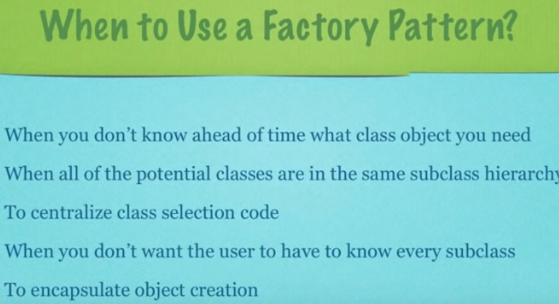 When to Use a Factory Pattern?
When you don't know ahead of time what class object you need
When all of the potential classes are in the same subclass hierarchy
To centralize class selection code
When you don't want the user to have to know every subclass
To encapsulate object creation